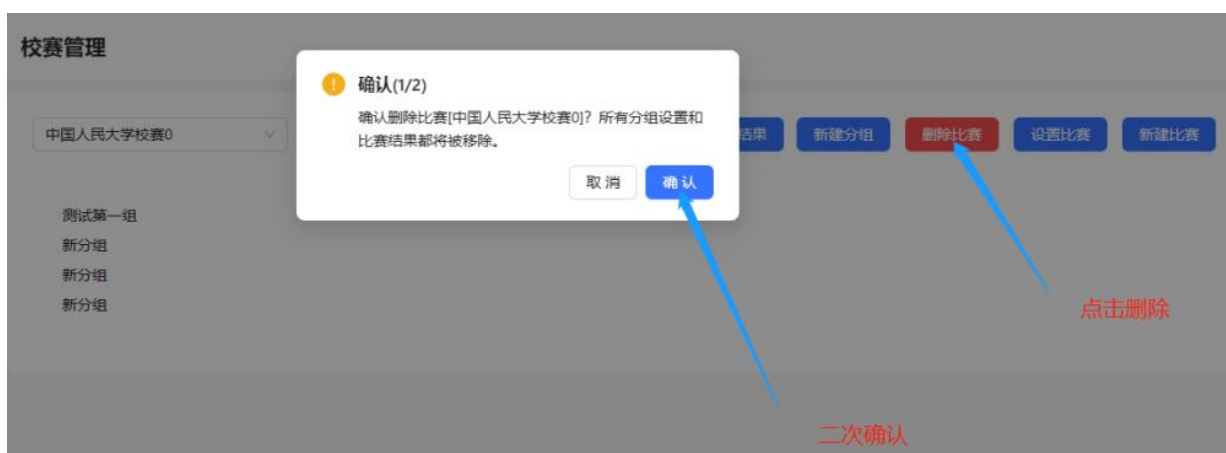 校赛管理
确认(1/2)
确认删除比赛[中国人民大学校赛0]？所有分组设置和
比赛结果都将被移除。
取消 确认
中国人民大学校赛0 结果 新建分组 删除比赛 设置比赛 新建比赛
测试第一组
新分组
新分组
新分组
点击删除
二次确认